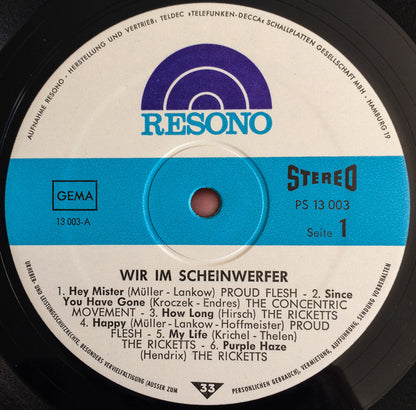 AUFNAHME RESONO · HERSTELLUNG UND VERTRIEB: TELDEC »TELEFUNKEN-DECCA« SCHALLPLATTEN GESELLSCHAFT MBH · HAMBURG 19
RESONO
GEMA
13 003-A
STEREO
PS 13 003
Seite 1
WIR IM SCHEINWERFER
1. Hey Mister (Müller - Lankow) PROUD FLESH - 2. Since
You Have Gone (Kroczek - Endres) THE CONCENTRIC
MOVEMENT - 3. How Long (Hirsch) THE RICKETTS
4. Happy (Müller - Lankow - Hoffmeister) PROUD
FLESH - 5. My Life (Krichel - Thelen)
THE RICKETTS - 6. Purple Haze
(Hendrix) THE RICKETTS
URHEBER- UND LEISTUNGSSCHUTZRECHTE, BESONDERS VERVIELFÄLTIGUNG (AUSSER ZUM PERSÖNLICHEN GEBRAUCH), VERMIETUNG, AUFFÜHRUNG, SENDUNG VORBEHALTEN
33